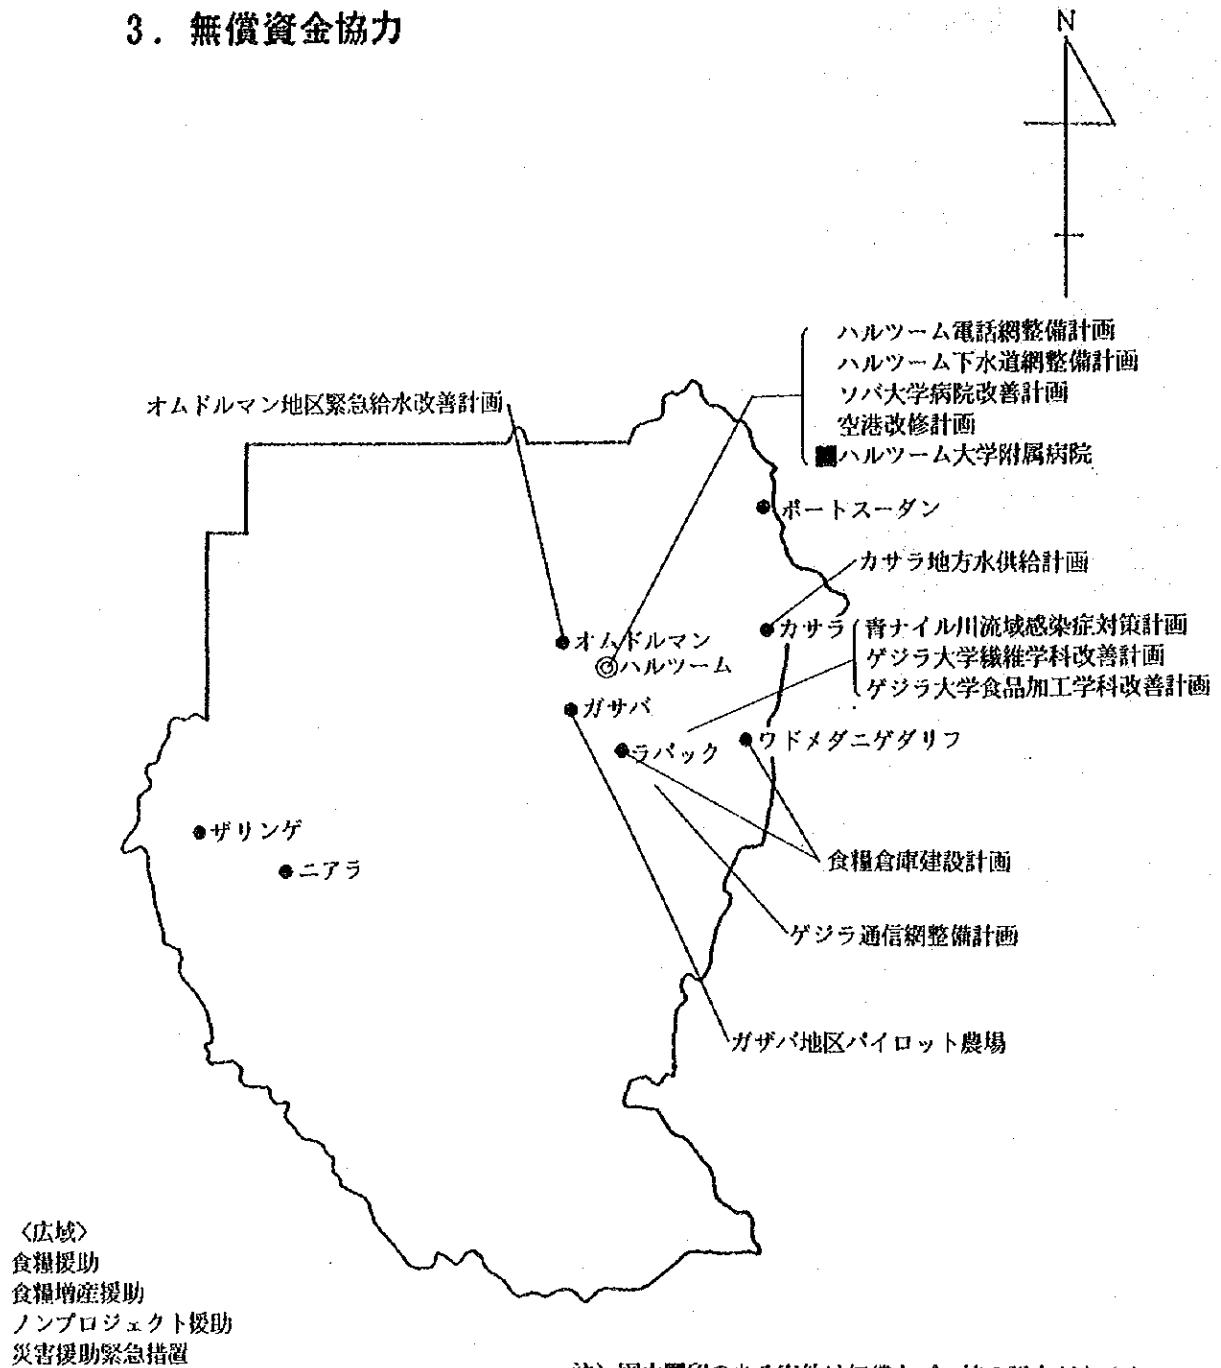 3. 無償資金協力
N
ハルツーム電話網整備計画
ハルツーム下水道網整備計画
ソバ大学病院改善計画
空港改修計画
ハルツーム大学附属病院
オムドルマン地区緊急給水改善計画
ポートスーダン
カサラ地方水供給計画
カサラ
青ナイル川流域感染症対策計画
ゲジラ大学繊維学科改善計画
ゲジラ大学食品加工学科改善計画
オムドルマン
ハルツーム
ガサバ
ラバック
ワドメダニゲダリフ
ザリンゲ
ニアラ
食糧倉庫建設計画
ゲジラ通信網整備計画
ガザバ地区パイロット農場
〈広域〉
食糧援助
食糧増産援助
ノンプロジェクト援助
災害援助緊急措置